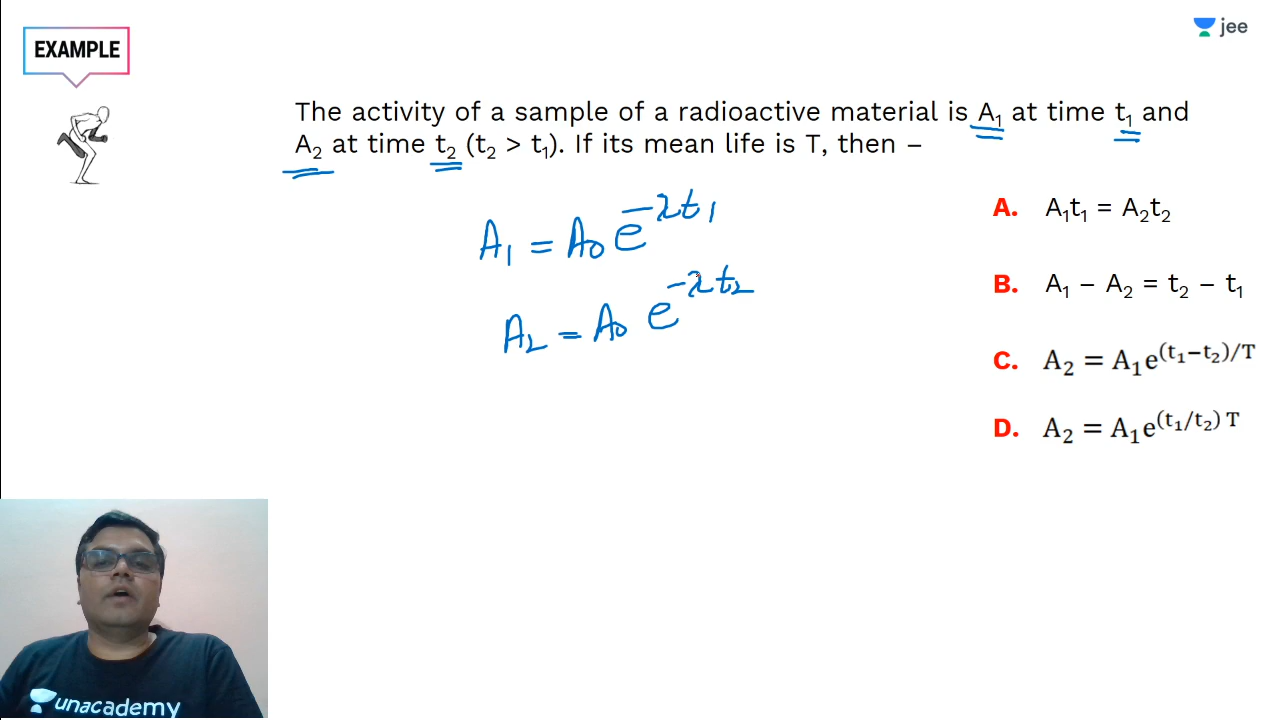 EXAMPLE
jee
The activity of a sample of a radioactive material is A₁ at time t₁ and
A₂ at time t₂ (t₂ > t₁). If its mean life is T, then –
A₁ = A₀ e^(-λt₁)
A₂ = A₀ e^(-λt₂)
A. A₁t₁ = A₂t₂
B. A₁ – A₂ = t₂ – t₁
C. A₂ = A₁e^(t₁−t₂)/T
D. A₂ = A₁e^(t₁/t₂) T
unacademy